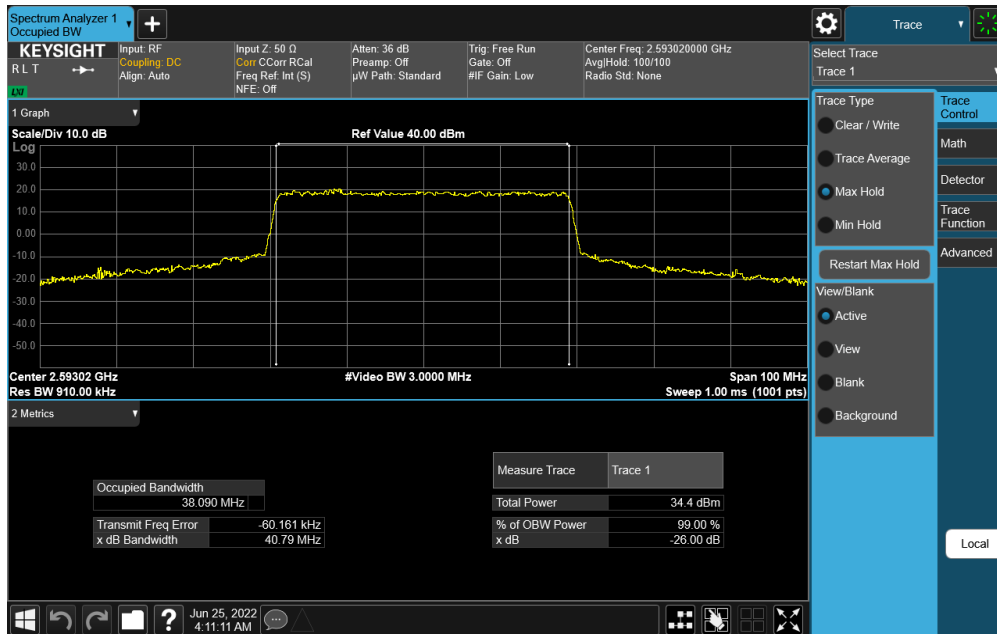 Spectrum Analyzer 1
Occupied BW
+
Trace
KEYSIGHT
R L T
LXI
Input: RF
Coupling: DC
Align: Auto
Input Z: 50 Ω
Corr CCorr RCal
Freq Ref: Int (S)
NFE: Off
Atten: 36 dB
Preamp: Off
µW Path: Standard
Trig: Free Run
Gate: Off
#IF Gain: Low
Center Freq: 2.593020000 GHz
Avg|Hold: 100/100
Radio Std: None
Select Trace
Trace 1
1 Graph
Scale/Div 10.0 dB
Ref Value 40.00 dBm
Log
30.0
20.0
10.0
0.00
-10.0
-20.0
-30.0
-40.0
-50.0
Center 2.59302 GHz
#Video BW 3.0000 MHz
Span 100 MHz
Res BW 910.00 kHz
Sweep 1.00 ms (1001 pts)
Trace Type
Clear / Write
Trace Average
Max Hold
Min Hold
Restart Max Hold
View/Blank
Active
View
Blank
Background
Trace
Control
Math
Detector
Trace
Function
Advanced
Local
2 Metrics
Occupied Bandwidth
38.090 MHz
Transmit Freq Error -60.161 kHz
x dB Bandwidth 40.79 MHz
Measure Trace Trace 1
Total Power 34.4 dBm
% of OBW Power 99.00 %
x dB -26.00 dB
?
Jun 25, 2022
4:11:11 AM